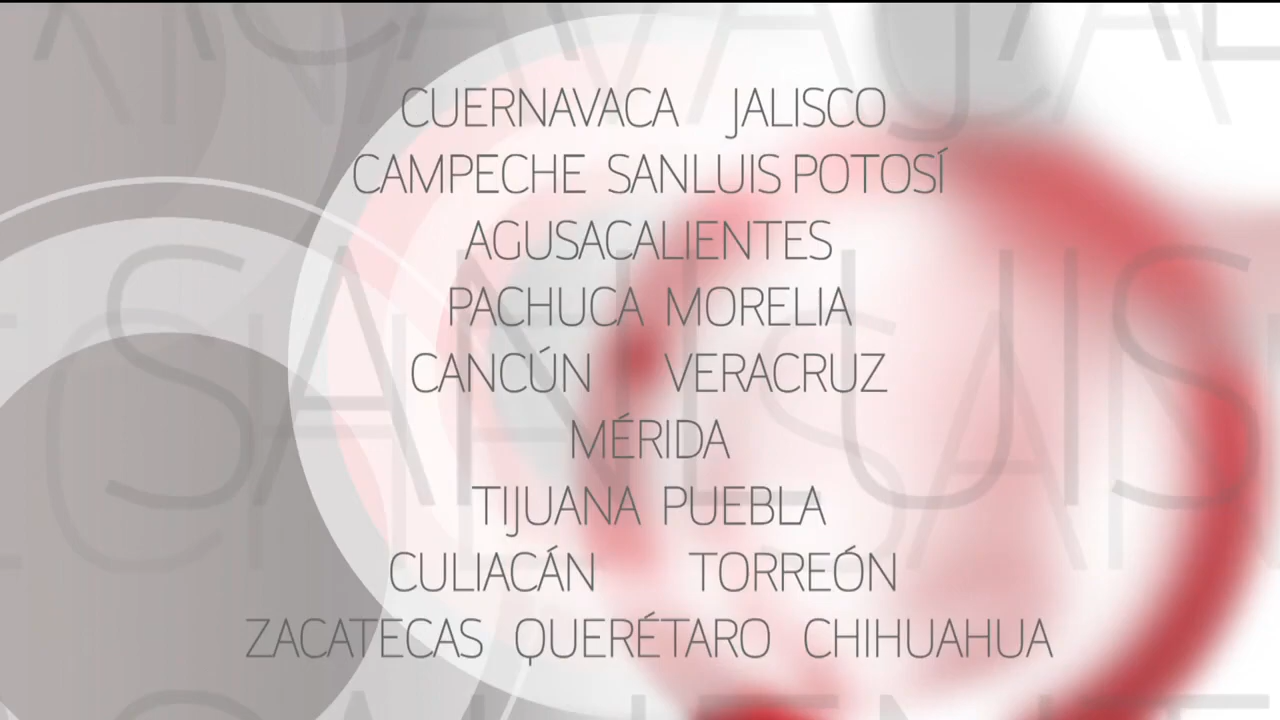 CUERNAVACA JALISCO
CAMPECHE SANLUIS POTOSÍ
AGUSACALIENTES
PACHUCA MORELIA
CANCÚN VERACRUZ
MÉRIDA
TIJUANA PUEBLA
CULIACÁN TORREÓN
ZACATECAS QUERÉTARO CHIHUAHUA